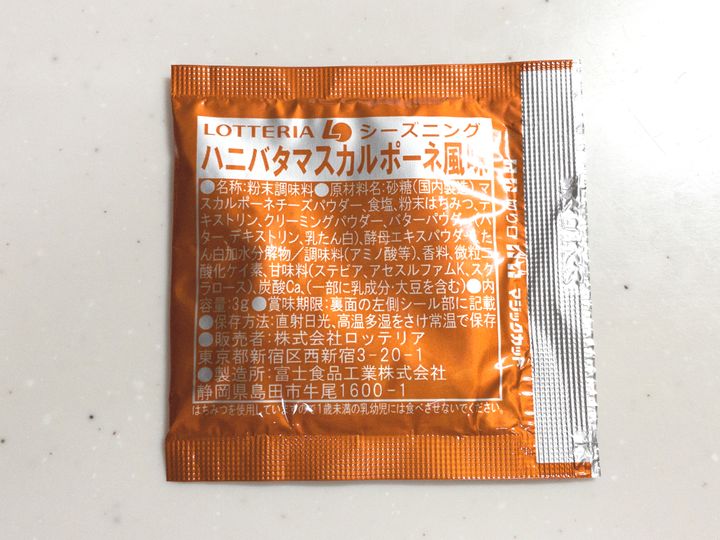 LOTTERIA シーズニング
ハニバタマスカルポーネ風味
●名称:粉末調味料●原材料名:砂糖(国内製造)、マ
スカルポーネチーズパウダー、食塩、粉末はちみつ、デ
キストリン、クリーミングパウダー、バターパウダー(バ
ター、デキストリン、乳たん白)、酵母エキスパウダー、たん
白加水分解物/調味料(アミノ酸等)、香料、微粒二
酸化ケイ素、甘味料(ステビア、アセスルファムK、スク
ラロース)、炭酸Ca、(一部に乳成分・大豆を含む)●内
容量:3g●賞味期限:裏面の左側シール部に記載
●保存方法:直射日光、高温多湿をさけ常温で保存
●販売者:株式会社ロッテリア
東京都新宿区西新宿3-20-1
●製造所:富士食品工業株式会社
静岡県島田市牛尾1600-1
はちみつを使用していますので1歳未満の乳幼児には食べさせないでください。
マジックカット